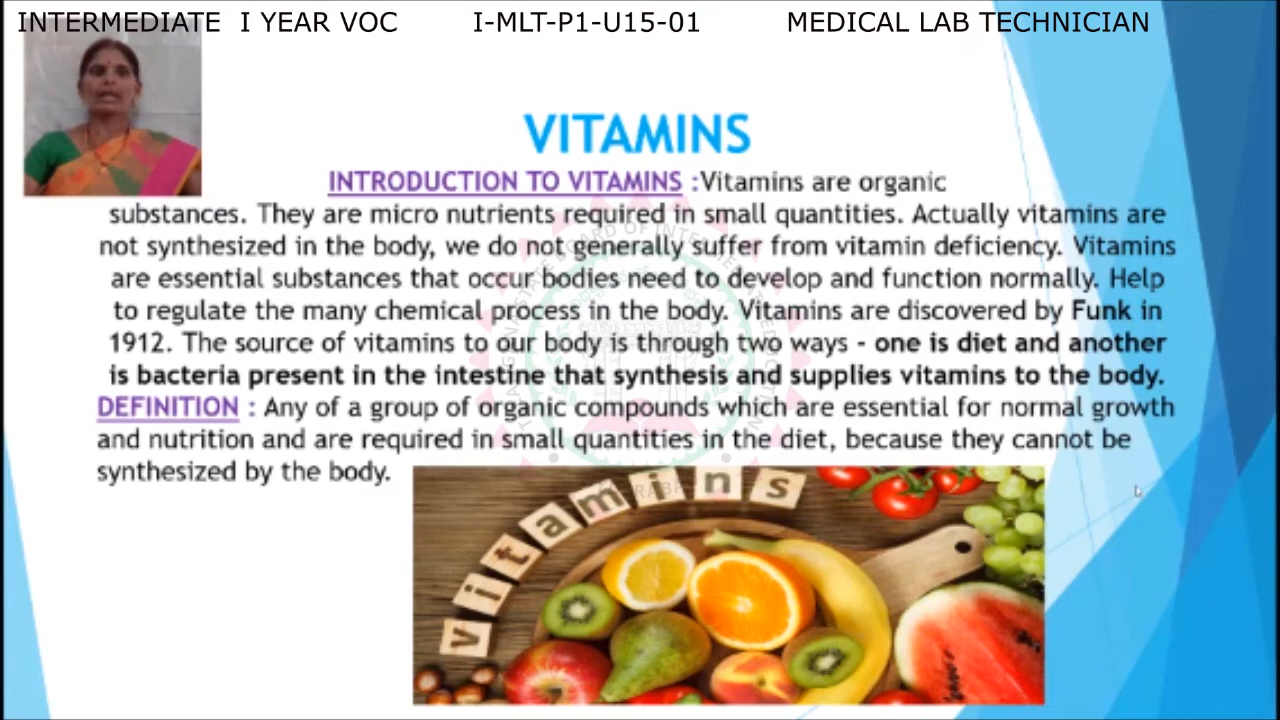 INTERMEDIATE I YEAR VOC I-MLT-P1-U15-01 MEDICAL LAB TECHNICIAN
VITAMINS
INTRODUCTION TO VITAMINS :Vitamins are organic
substances. They are micro nutrients required in small quantities. Actually vitamins are
not synthesized in the body, we do not generally suffer from vitamin deficiency. Vitamins
are essential substances that occur bodies need to develop and function normally. Help
to regulate the many chemical process in the body. Vitamins are discovered by Funk in
1912. The source of vitamins to our body is through two ways - one is diet and another
is bacteria present in the intestine that synthesis and supplies vitamins to the body.
DEFINITION : Any of a group of organic compounds which are essential for normal growth
and nutrition and are required in small quantities in the diet, because they cannot be
synthesized by the body.
vitamins